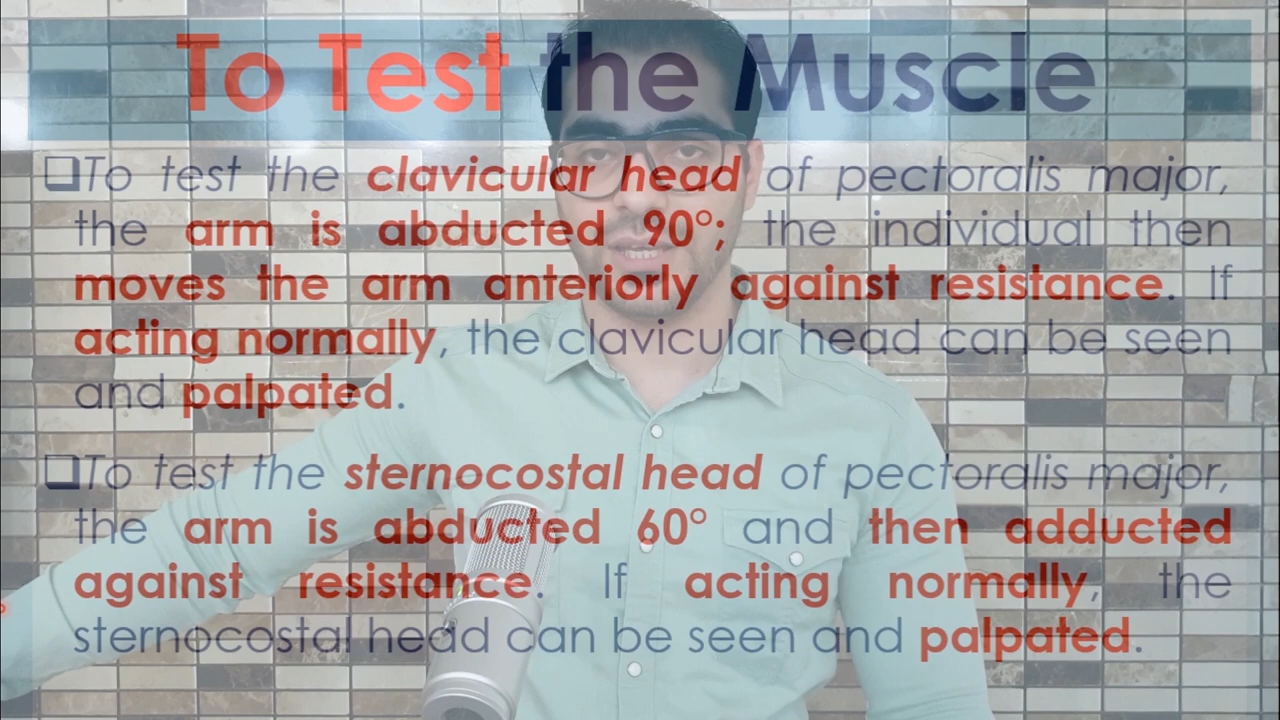 To Test the Muscle
❑To test the clavicular head of pectoralis major,
the arm is abducted 90°; the individual then
moves the arm anteriorly against resistance. If
acting normally, the clavicular head can be seen
and palpated.
❑To test the sternocostal head of pectoralis major,
the arm is abducted 60° and then adducted
against resistance. If acting normally, the
sternocostal head can be seen and palpated.